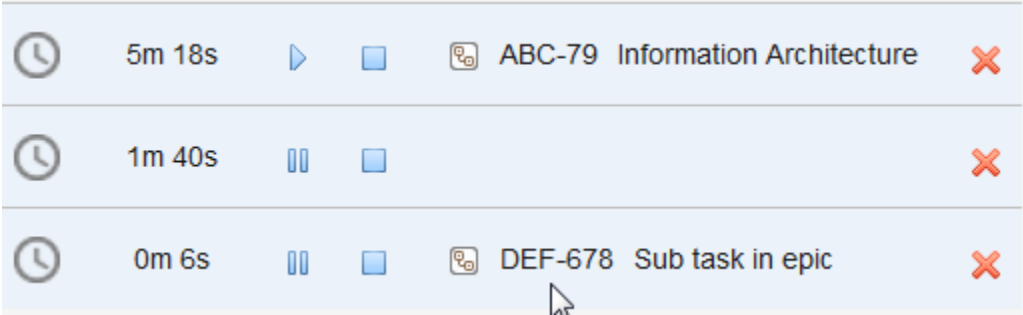 5m 18s ABC-79 Information Architecture
1m 40s
0m 6s DEF-678 Sub task in epic